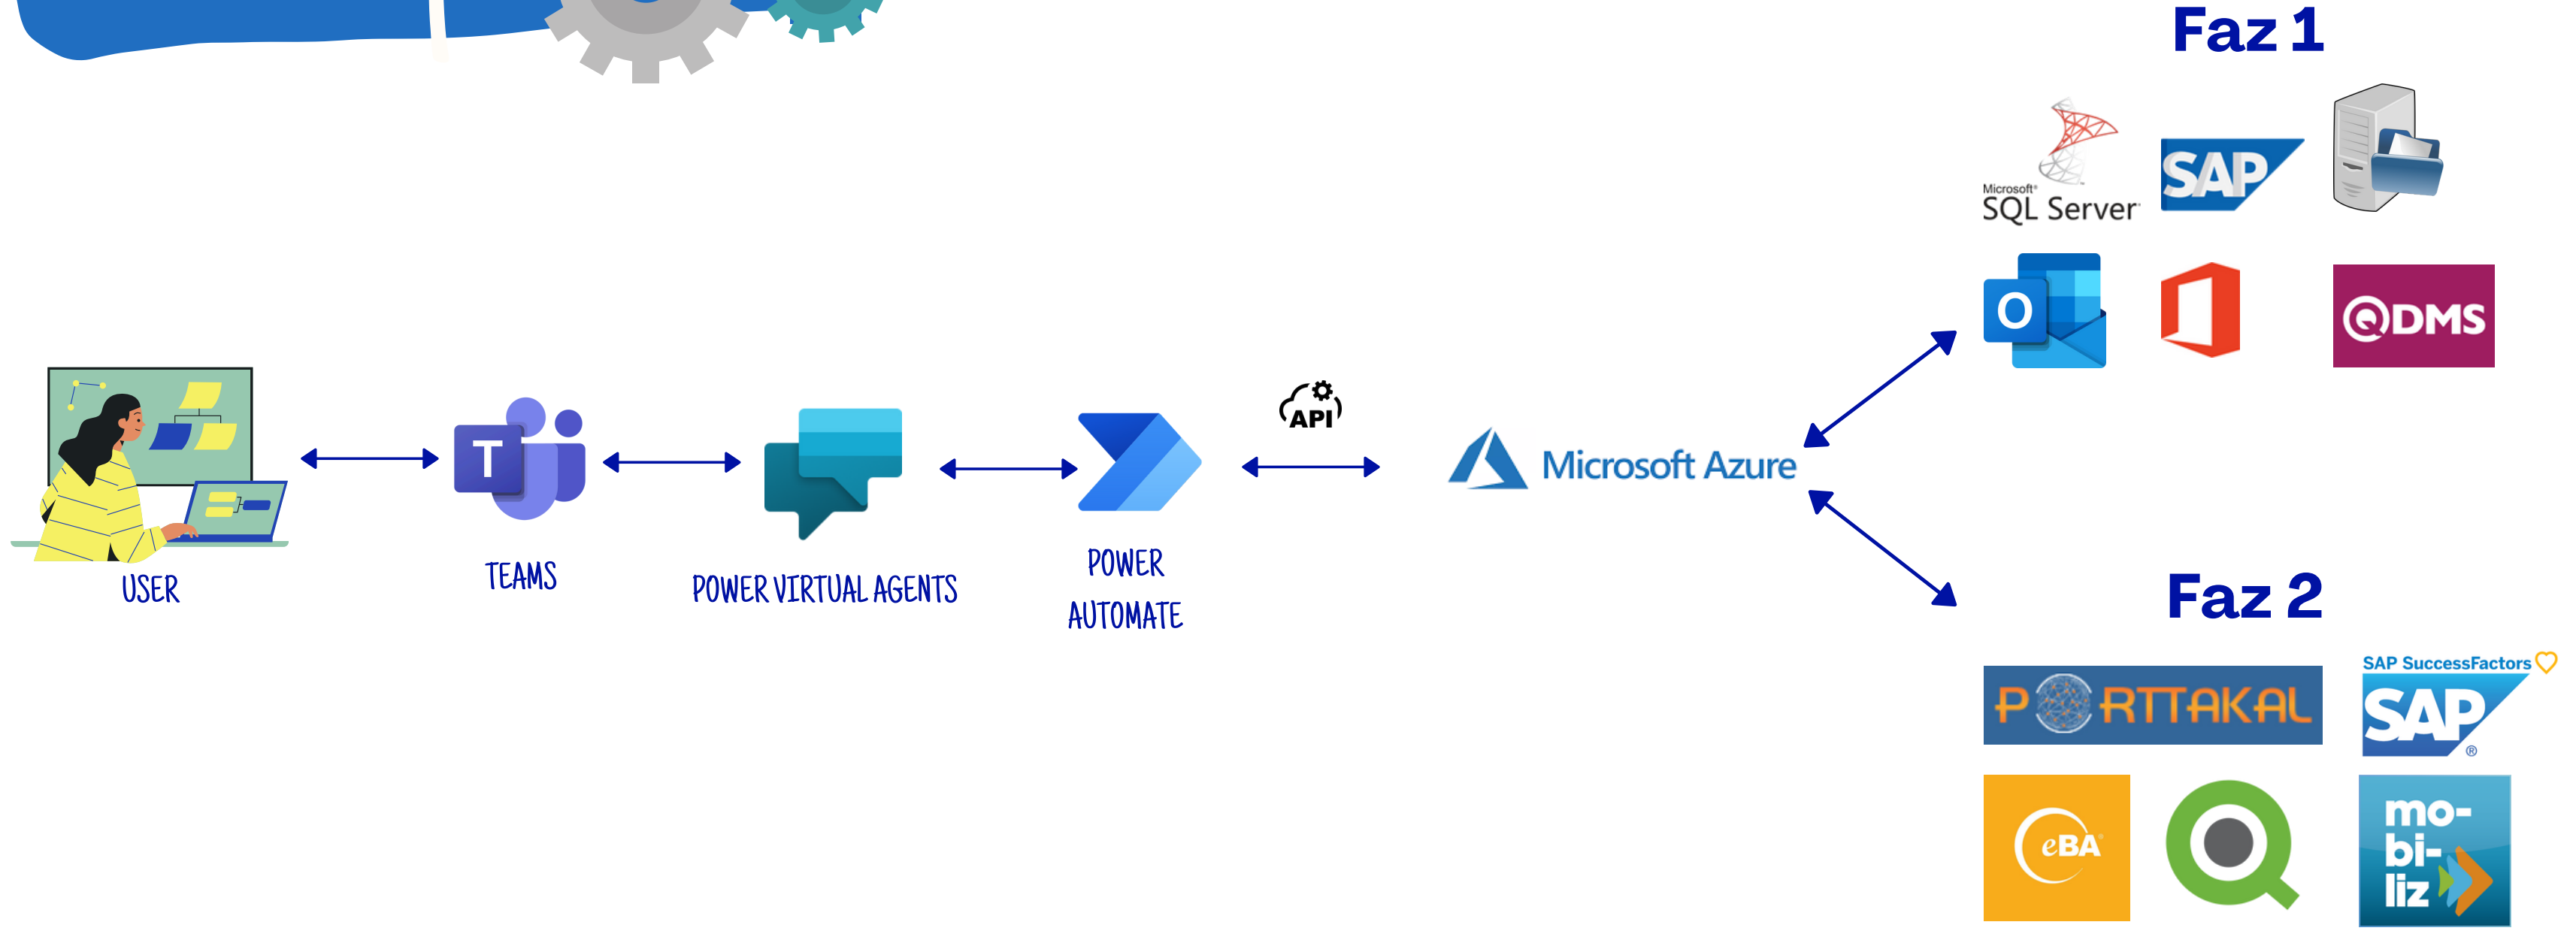 Faz 1
Microsoft®
SQL Server
SAP
O
QDMS
API
T
Microsoft Azure
USER
TEAMS
POWER VIRTUAL AGENTS
POWER
AUTOMATE
Faz 2
PORTTAKAL
SAP SuccessFactors
SAP®
eBA
mo-
bi-
liz